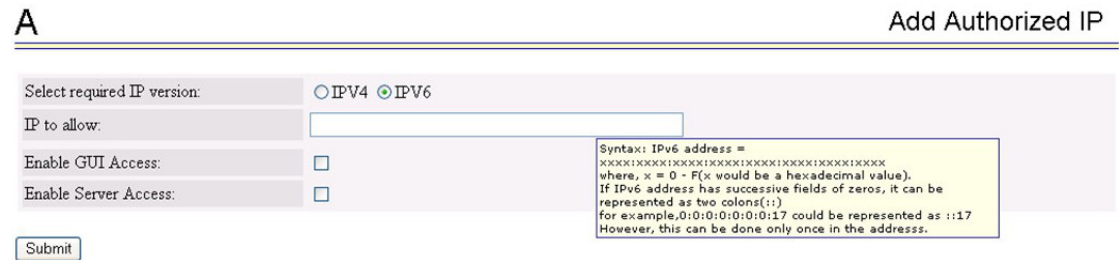 A
Add Authorized IP
Select required IP version:
IPV4 IPV6
IP to allow:
Syntax: IPv6 address =
xxxx:xxxx:xxxx:xxxx:xxxx:xxxx:xxxx:xxxx
where, x = 0 - F(x would be a hexadecimal value).
If IPv6 address has successive fields of zeros, it can be
represented as two colons(::)
for example,0:0:0:0:0:0:0:17 could be represented as ::17
However, this can be done only once in the addresss.
Enable GUI Access:
Enable Server Access:
Submit